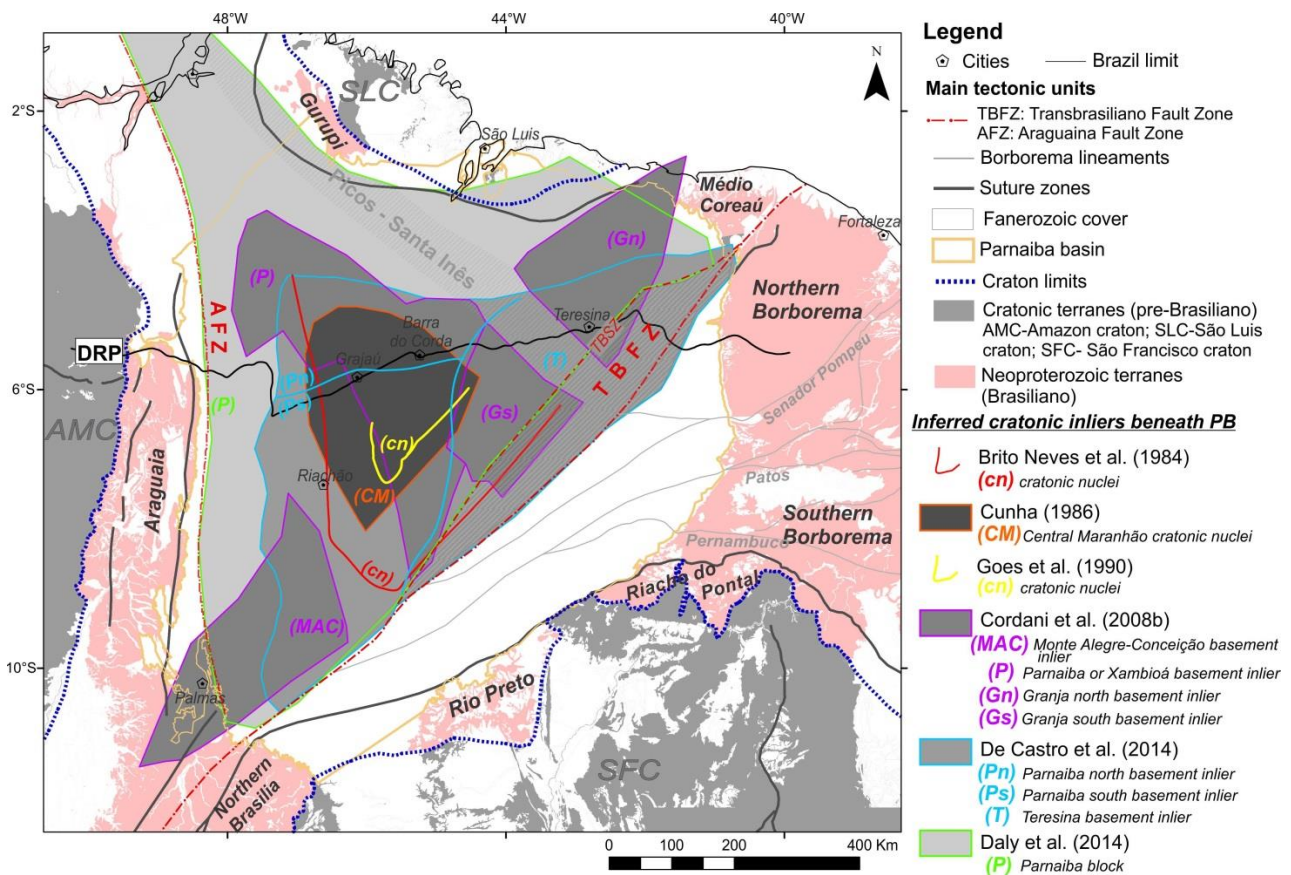 48°W
44°W
40°W
2°S
6°S
10°S
N
SLC
Gurupi
São Luis
Picos - Santa Inês
Médio
Coreaú
Fortaleza
(Gn)
(P)
Northern
Borborema
AFZ
Teresina
TBSZ
TBFZ
Barra
do Corda
Grajaú
DRP
(T)
(Pn)
(Ps)
(P)
AMC
(Gs)
(cn)
Senador Pompeu
Riachão
(CM)
Patos
Araguaia
Southern
Borborema
Pernambuco
(cn)
Riacho do
Pontal
(MAC)
Palmas
Rio Preto
SFC
Northern
Brasilia
0 50 100 200 400 Km
Legend
Cities
Brazil limit
Main tectonic units
TBFZ: Transbrasiliano Fault Zone
AFZ: Araguaina Fault Zone
Borborema lineaments
Suture zones
Fanerozoic cover
Parnaiba basin
Craton limits
Cratonic terranes (pre-Brasiliano)
AMC-Amazon craton; SLC-São Luis
craton; SFC- São Francisco craton
Neoproterozoic terranes
(Brasiliano)
Inferred cratonic inliers beneath PB
Brito Neves et al. (1984)
(cn) cratonic nuclei
Cunha (1986)
(CM) Central Maranhão cratonic nuclei
Goes et al. (1990)
(cn) cratonic nuclei
Cordani et al. (2008b)
(MAC) Monte Alegre-Conceição basement
inlier
(P) Parnaiba or Xambioá basement inlier
(Gn) Granja north basement inlier
(Gs) Granja south basement inlier
De Castro et al. (2014)
(Pn) Parnaiba north basement inlier
(Ps) Parnaiba south basement inlier
(T) Teresina basement inlier
Daly et al. (2014)
(P) Parnaiba block